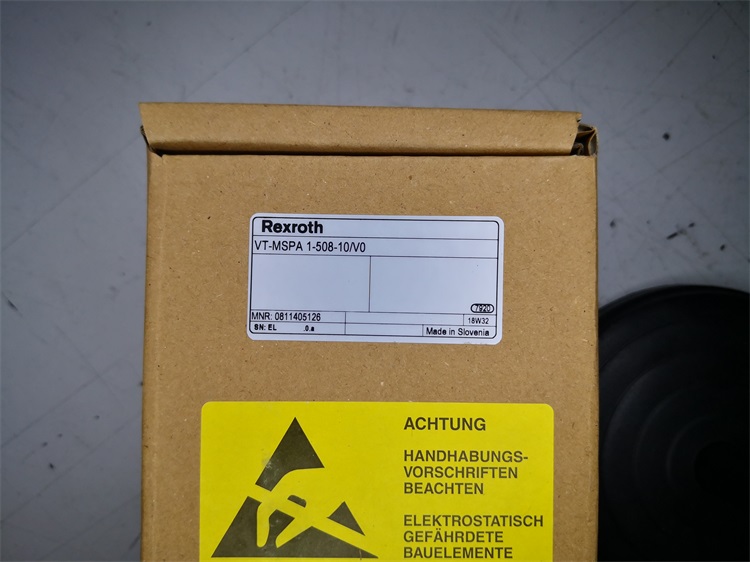 Rexroth
VT-MSPA 1-508-10/V0
7920
MNR: 0811405126
18W32
SN: EL .0.a
Made in Slovenia
ACHTUNG
HANDHABUNGS-
VORSCHRIFTEN
BEACHTEN
ELEKTROSTATISCH
GEFÄHRDETE
BAUELEMENTE